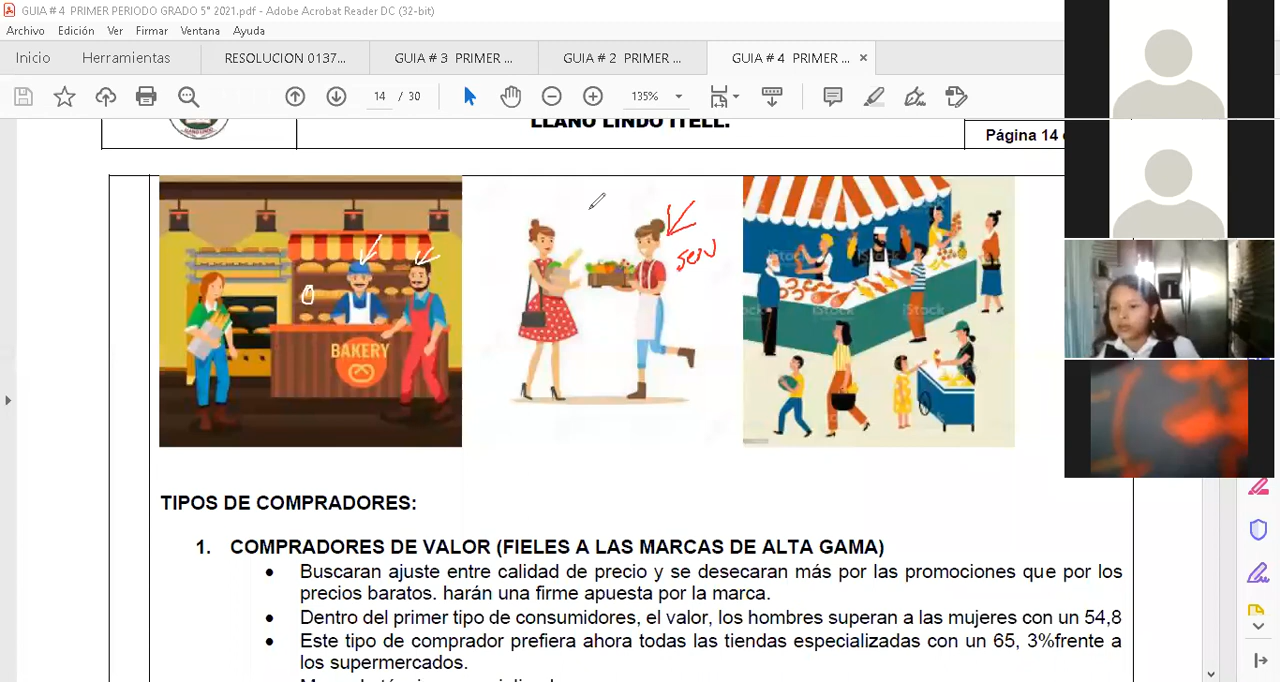 GUIA # 4 PRIMER PERIODO GRADO 5° 2021.pdf - Adobe Acrobat Reader DC (32-bit)
Archivo Edición Ver Firmar Ventana Ayuda
Inicio Herramientas RESOLUCION 0137... GUIA # 3 PRIMER ... GUIA # 2 PRIMER ... GUIA # 4 PRIMER ... ×
14 / 30 135%
LLANO LINDO ITELL.
Página 14
BAKERY
iStock
TIPOS DE COMPRADORES:
1. COMPRADORES DE VALOR (FIELES A LAS MARCAS DE ALTA GAMA)
• Buscaran ajuste entre calidad de precio y se desecaran más por las promociones que por los
precios baratos. harán una firme apuesta por la marca.
• Dentro del primer tipo de consumidores, el valor, los hombres superan a las mujeres con un 54,8
• Este tipo de comprador prefiera ahora todas las tiendas especializadas con un 65, 3%frente a
los supermercados.